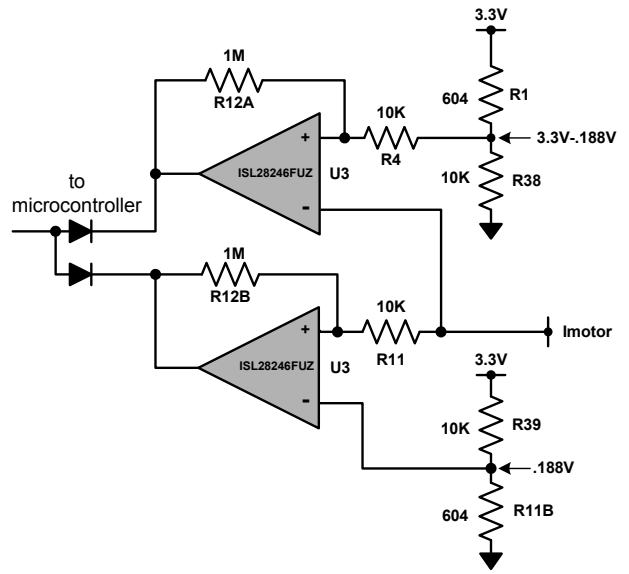 3.3V
1M
R12A
604
R1
10K
3.3V-.188V
+
R4
ISL28246FUZ
U3
10K
R38
to
microcontroller
-
1M
R12B
10K
+
R11
Imotor
ISL28246FUZ
U3
3.3V
-
10K
R39
.188V
604
R11B